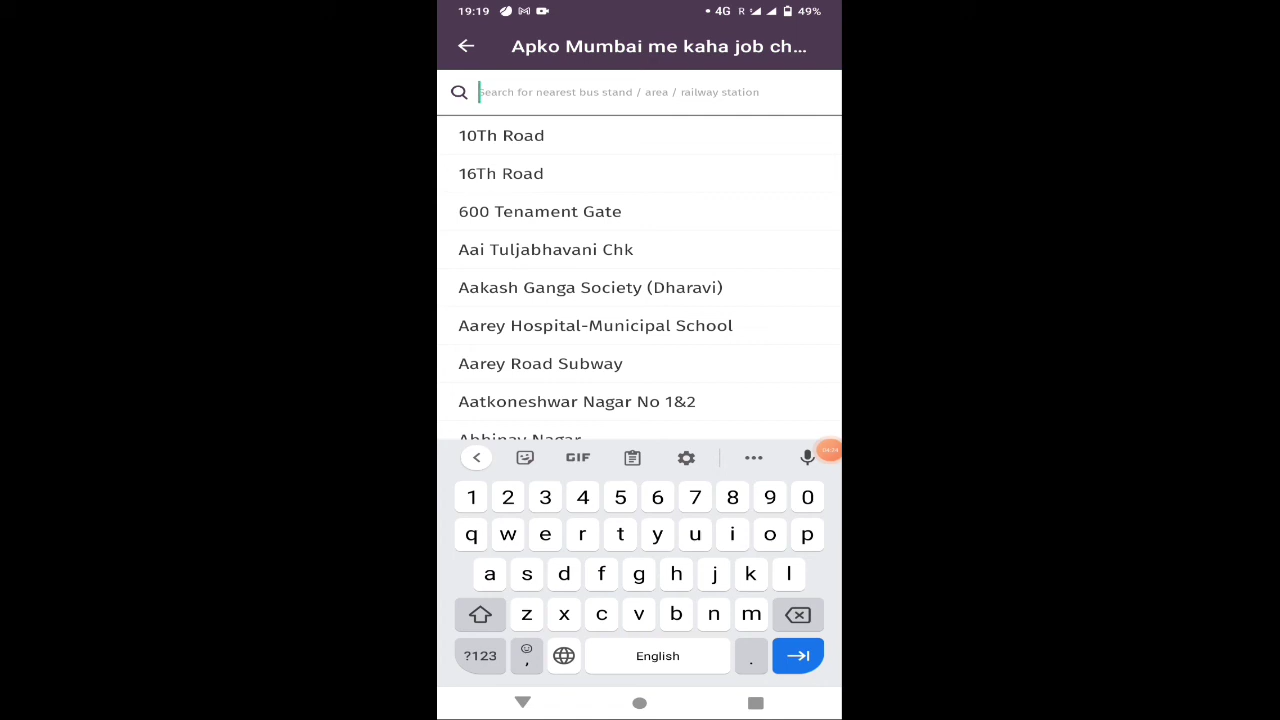 19:19 4G R 49%
Apko Mumbai me kaha job ch...
Search for nearest bus stand / area / railway station
10Th Road
16Th Road
600 Tenament Gate
Aai Tuljabhavani Chk
Aakash Ganga Society (Dharavi)
Aarey Hospital-Municipal School
Aarey Road Subway
Aatkoneshwar Nagar No 1&2
Abhinav Nagar
GIF
1 2 3 4 5 6 7 8 9 0
q w e r t y u i o p
a s d f g h j k l
z x c v b n m
?123 , English .